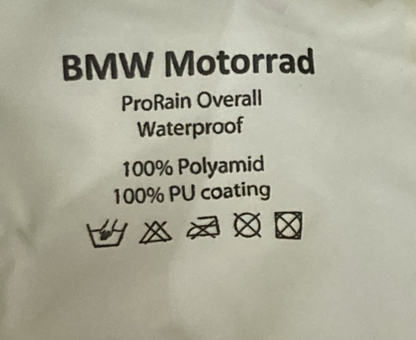 BMW Motorrad
ProRain Overall
Waterproof
100% Polyamid
100% PU coating